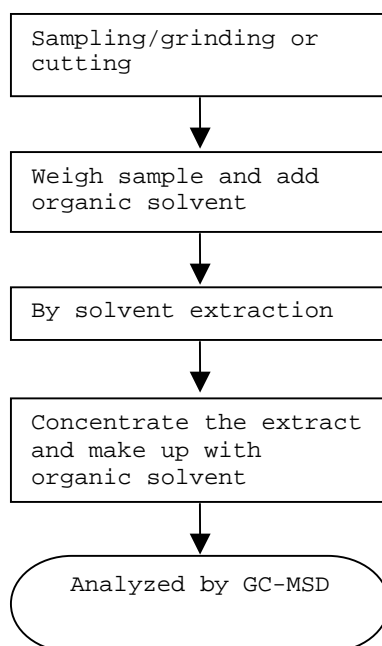 Sampling/grinding or
cutting
Weigh sample and add
organic solvent
By solvent extraction
Concentrate the extract
and make up with
organic solvent
Analyzed by GC-MSD